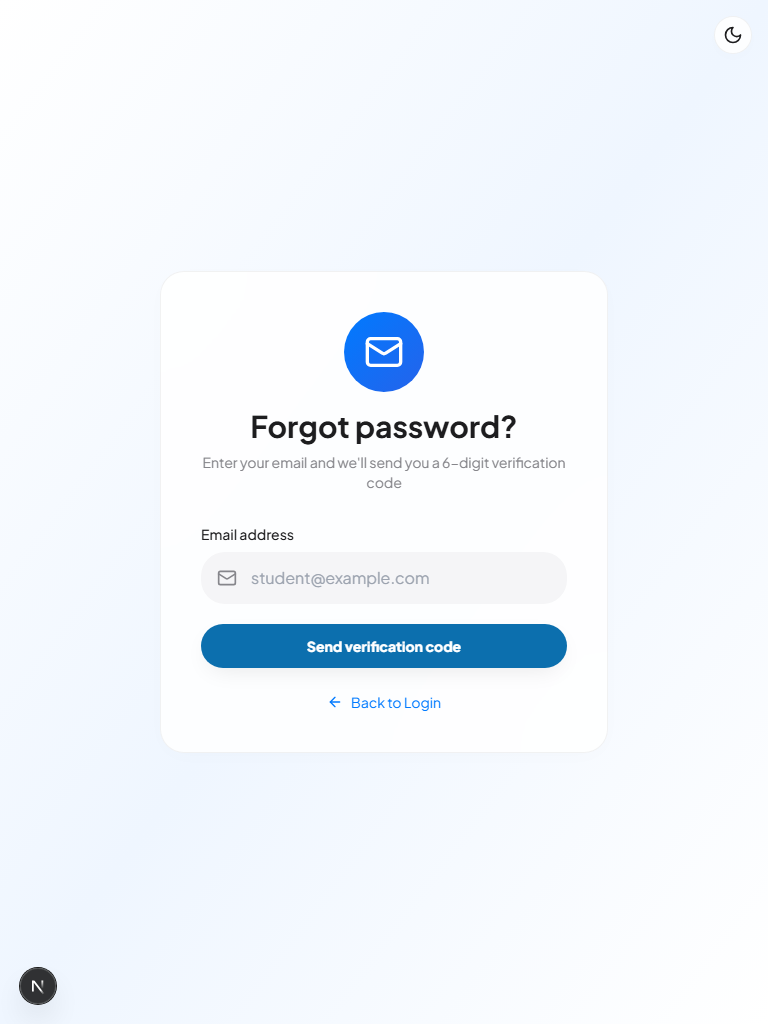 Forgot password?
Enter your email and we'll send you a 6-digit verification
code
Email address
student@example.com
Send verification code
Back to Login
N